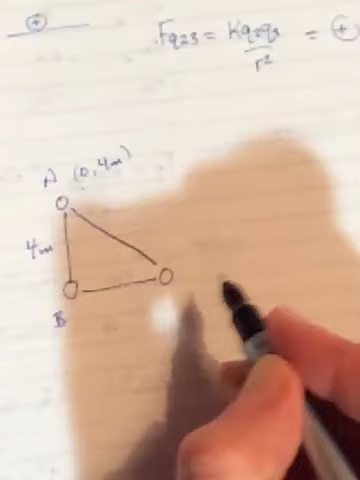 ⊕
Fq23 = Kq2q3 = ⊕
r²
A (0,4m)
4m
B